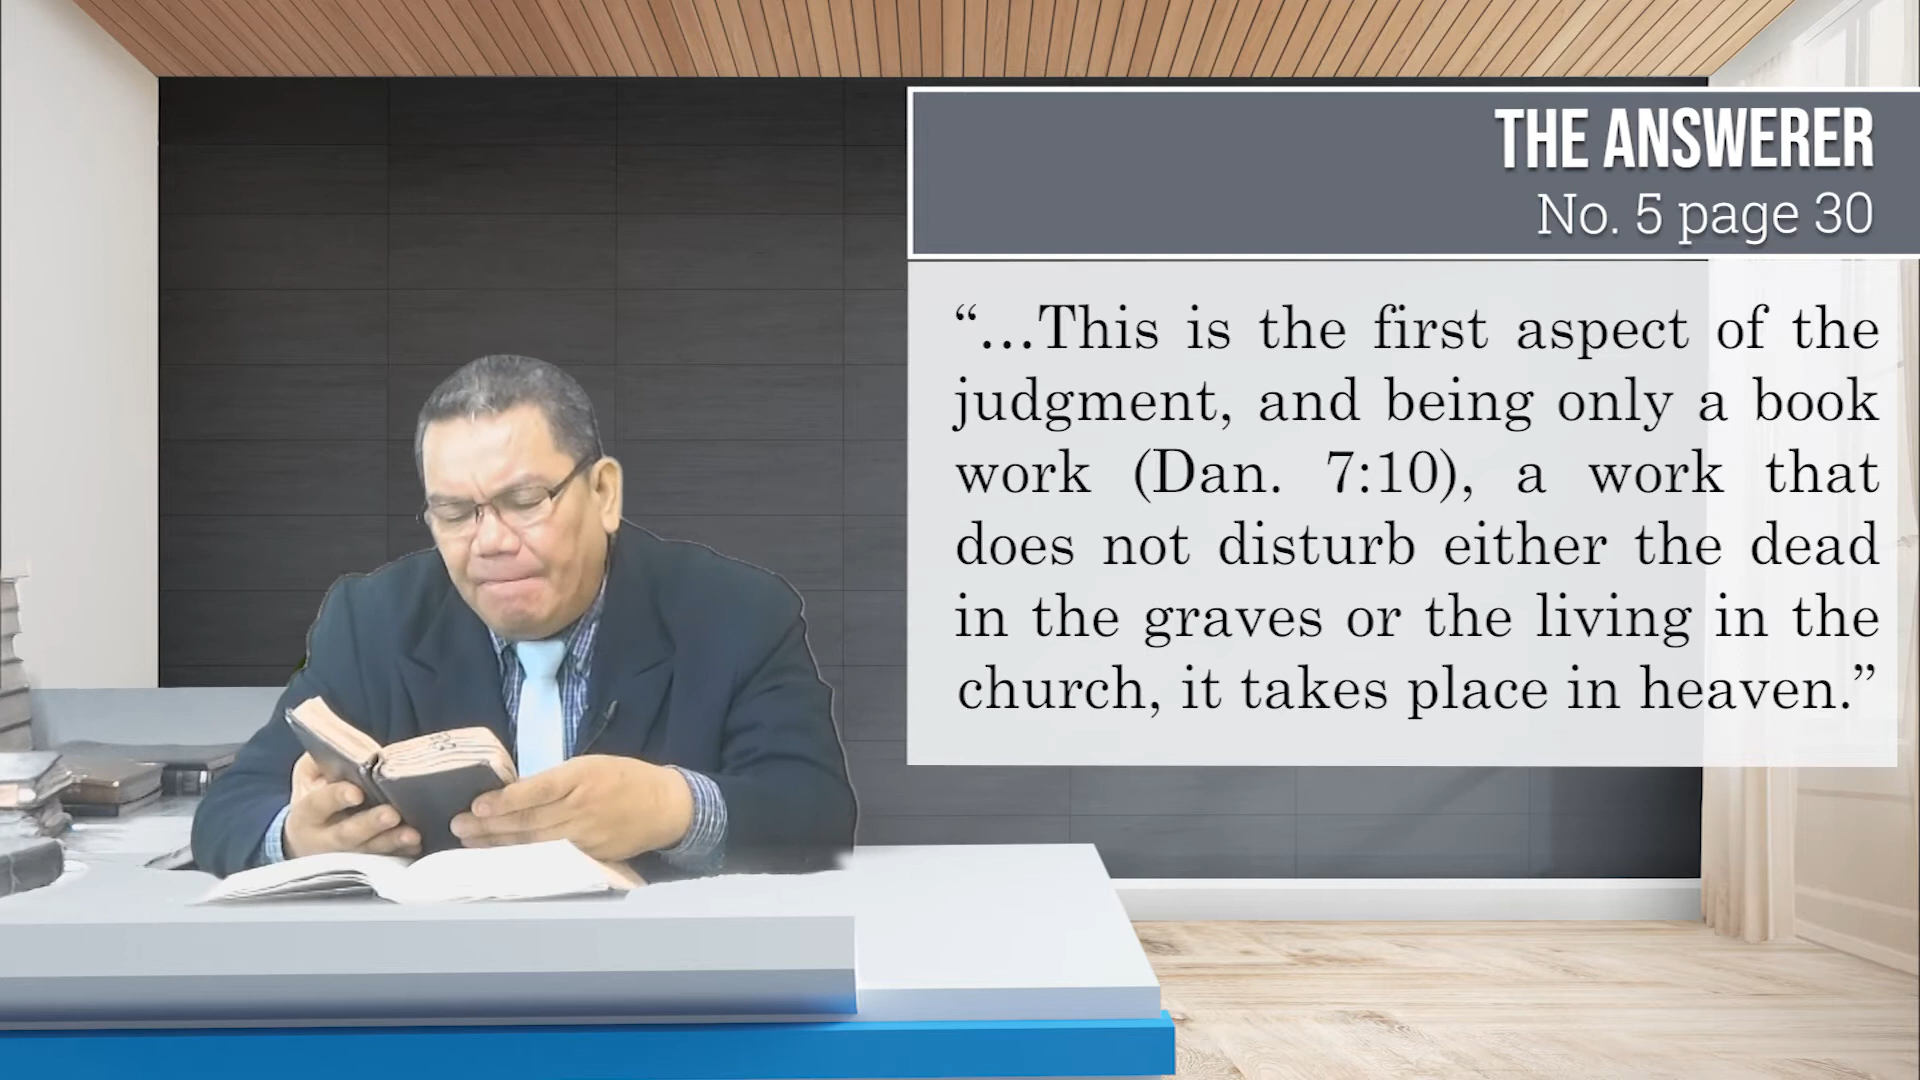 THE ANSWERER
No. 5 page 30
“...This is the first aspect of the
judgment, and being only a book
work (Dan. 7:10), a work that
does not disturb either the dead
in the graves or the living in the
church, it takes place in heaven.”